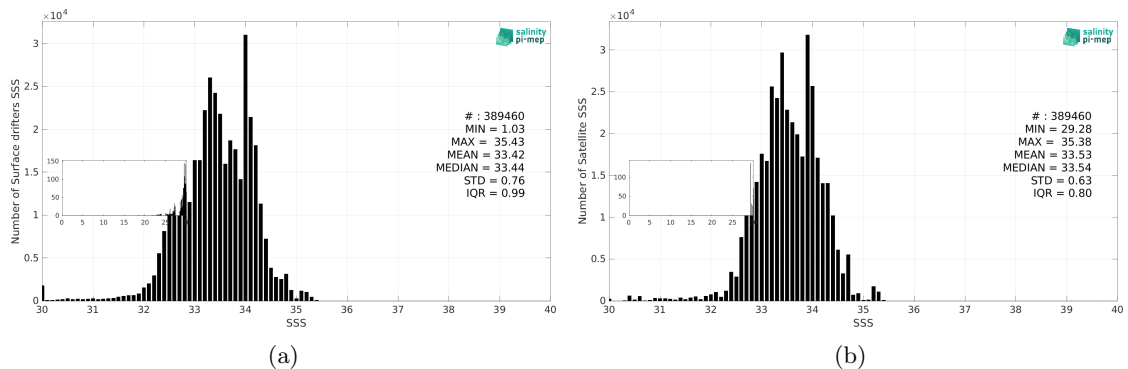 ×10⁴
3
2.5
2
1.5
1
0.5
0
Number of Surface drifters SSS
salinity
pi-mep
# : 389460
MIN = 1.03
MAX = 35.43
MEAN = 33.42
MEDIAN = 33.44
STD = 0.76
IQR = 0.99
150
100
50
0
0 5 10 15 20 25
30 31 32 33 34 35 36 37 38 39 40
SSS
(a)
×10⁴
3
2.5
2
1.5
1
0.5
0
Number of Satellite SSS
salinity
pi-mep
# : 389460
MIN = 29.28
MAX = 35.38
MEAN = 33.53
MEDIAN = 33.54
STD = 0.63
IQR = 0.80
100
50
0
0 5 10 15 20 25
30 31 32 33 34 35 36 37 38 39 40
SSS
(b)